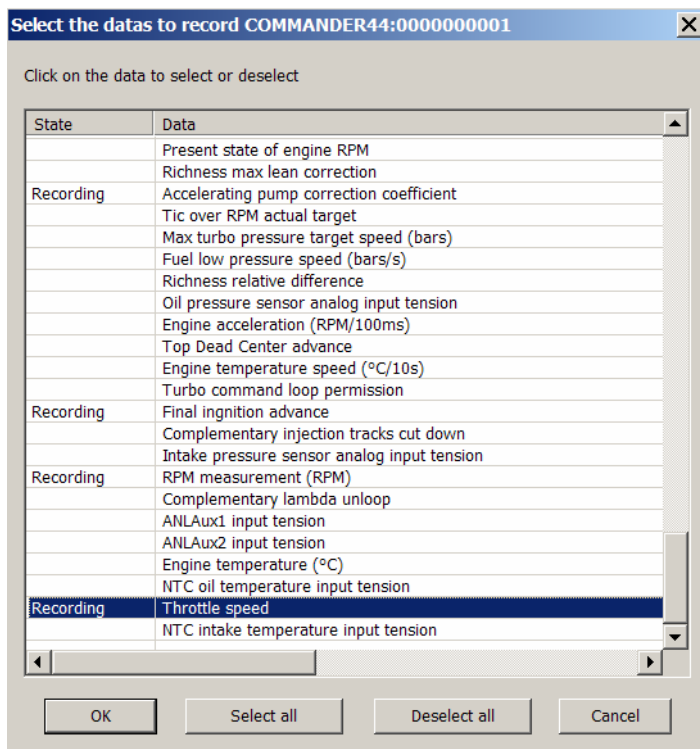 Select the datas to record COMMANDER44:0000000001
Click on the data to select or deselect
State Data
Present state of engine RPM
Richness max lean correction
Recording Accelerating pump correction coefficient
Tic over RPM actual target
Max turbo pressure target speed (bars)
Fuel low pressure speed (bars/s)
Richness relative difference
Oil pressure sensor analog input tension
Engine acceleration (RPM/100ms)
Top Dead Center advance
Engine temperature speed (°C/10s)
Turbo command loop permission
Recording Final ingnition advance
Complementary injection tracks cut down
Intake pressure sensor analog input tension
Recording RPM measurement (RPM)
Complementary lambda unloop
ANLAux1 input tension
ANLAux2 input tension
Engine temperature (°C)
NTC oil temperature input tension
Recording Throttle speed
NTC intake temperature input tension
OK Select all Deselect all Cancel